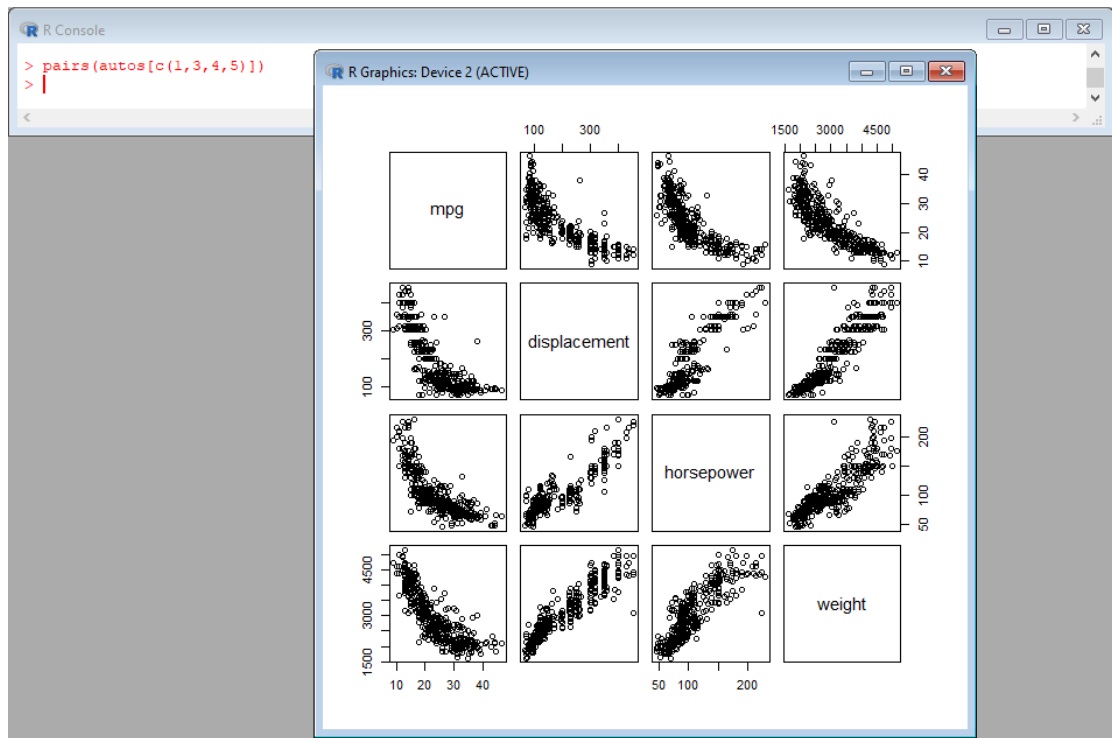 R Console
> pairs(autos[c(1,3,4,5)])
>
R Graphics: Device 2 (ACTIVE)
100 300
1500 3000 4500
mpg
10 20 30 40
displacement
100 300
horsepower
50 100 200
weight
1500 3000 4500
10 20 30 40
50 100 200